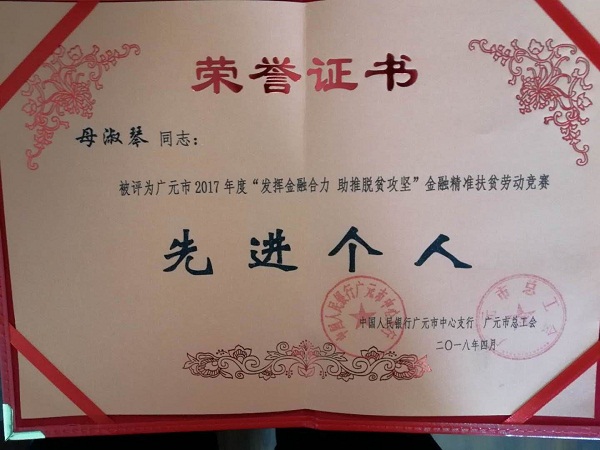 荣誉证书
母淑琴 同志：
被评为广元市2017年度“发挥金融合力 助推脱贫攻坚”金融精准扶贫劳动竞赛
先进个人
中国人民银行广元市中心支行 广元市总工会
二〇一八年四月